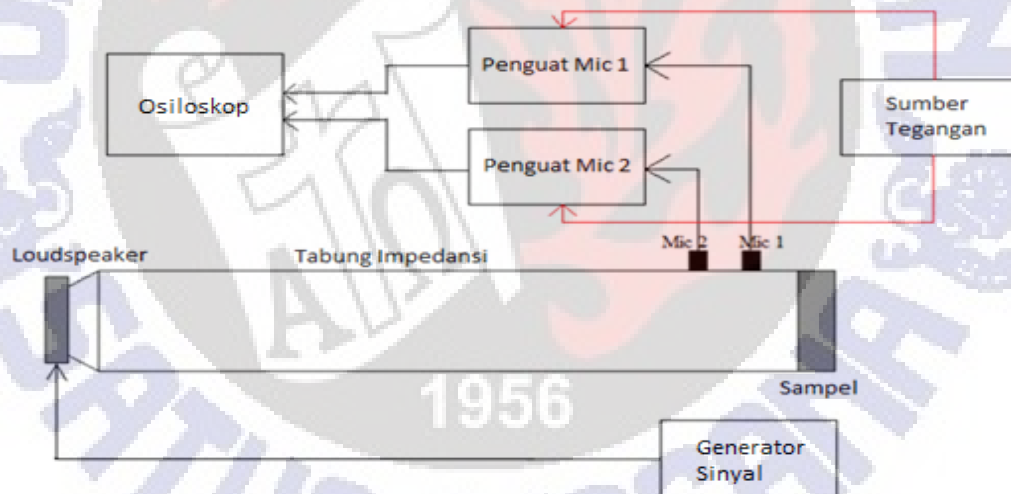 Penguat Mic 1
Osiloskop
Sumber
Tegangan
Penguat Mic 2
Mic 2
Mic 1
Loudspeaker
Tabung Impedansi
Sampel
1956
Generator
Sinyal